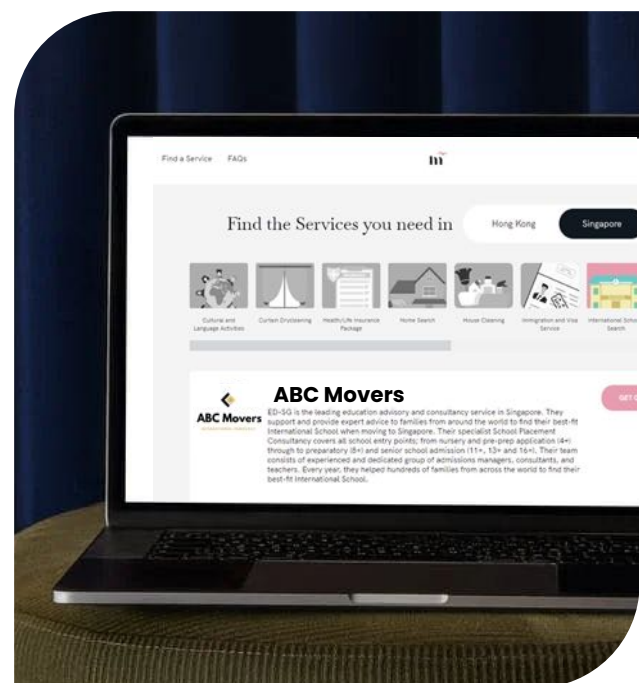 Find a Service FAQs
m
Find the Services you need in Hong Kong Singapore
Cultural and Language Activities
Curtain Drycleaning
Health/Life Insurance Package
Home Search
House Cleaning
Immigration and Visa Service
International School Search
ABC Movers
ABC Movers
GET
ED-SG is the leading education advisory and consultancy service in Singapore. They
support and provide expert advice to families from around the world to find their best-fit
International School when moving to Singapore. Their specialist School Placement
Consultancy covers all school entry points; from nursery and pre-prep application (4+)
through to preparatory (8+) and senior school admission (11+, 13+ and 16+). Their team
consists of experienced and dedicated group of admissions managers, consultants, and
teachers. Every year, they helped hundreds of families from across the world to find their
best-fit International School.